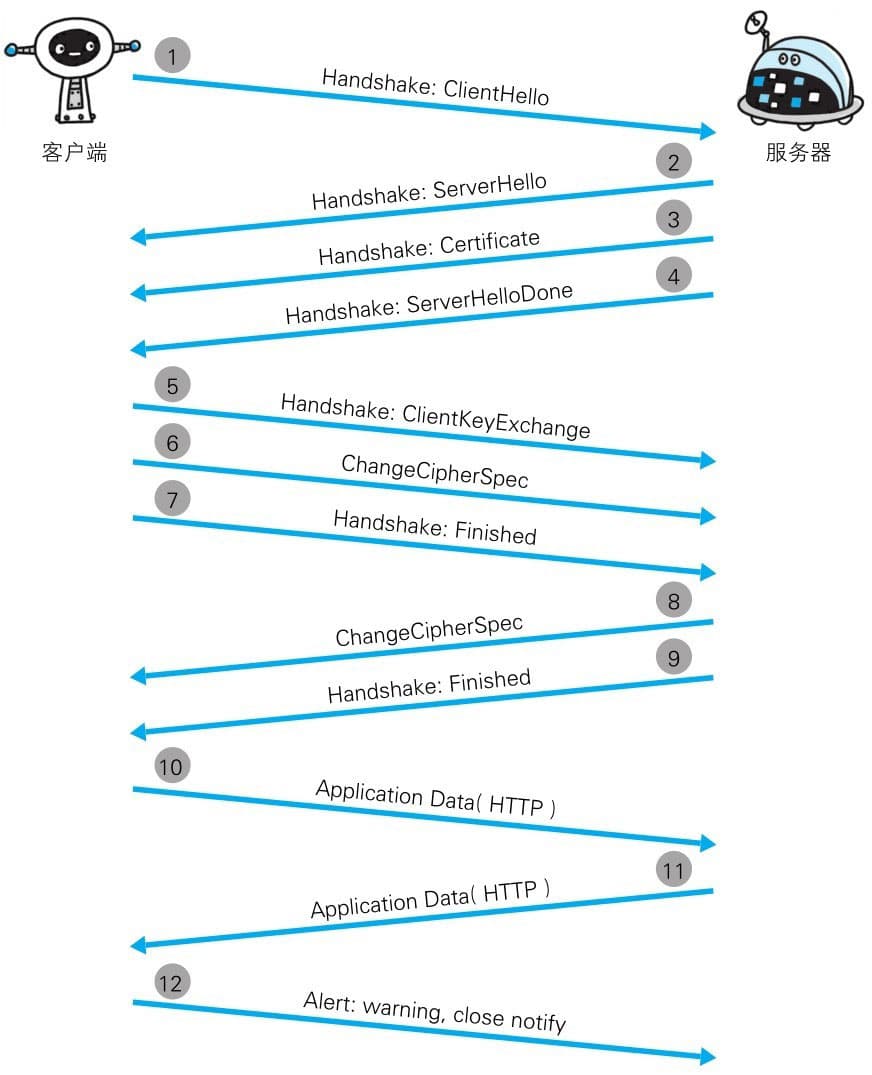 1
Handshake: ClientHello
客户端
服务器
2
Handshake: ServerHello
3
Handshake: Certificate
4
Handshake: ServerHelloDone
5
Handshake: ClientKeyExchange
6
ChangeCipherSpec
7
Handshake: Finished
8
ChangeCipherSpec
9
Handshake: Finished
10
Application Data( HTTP )
11
Application Data( HTTP )
12
Alert: warning, close notify